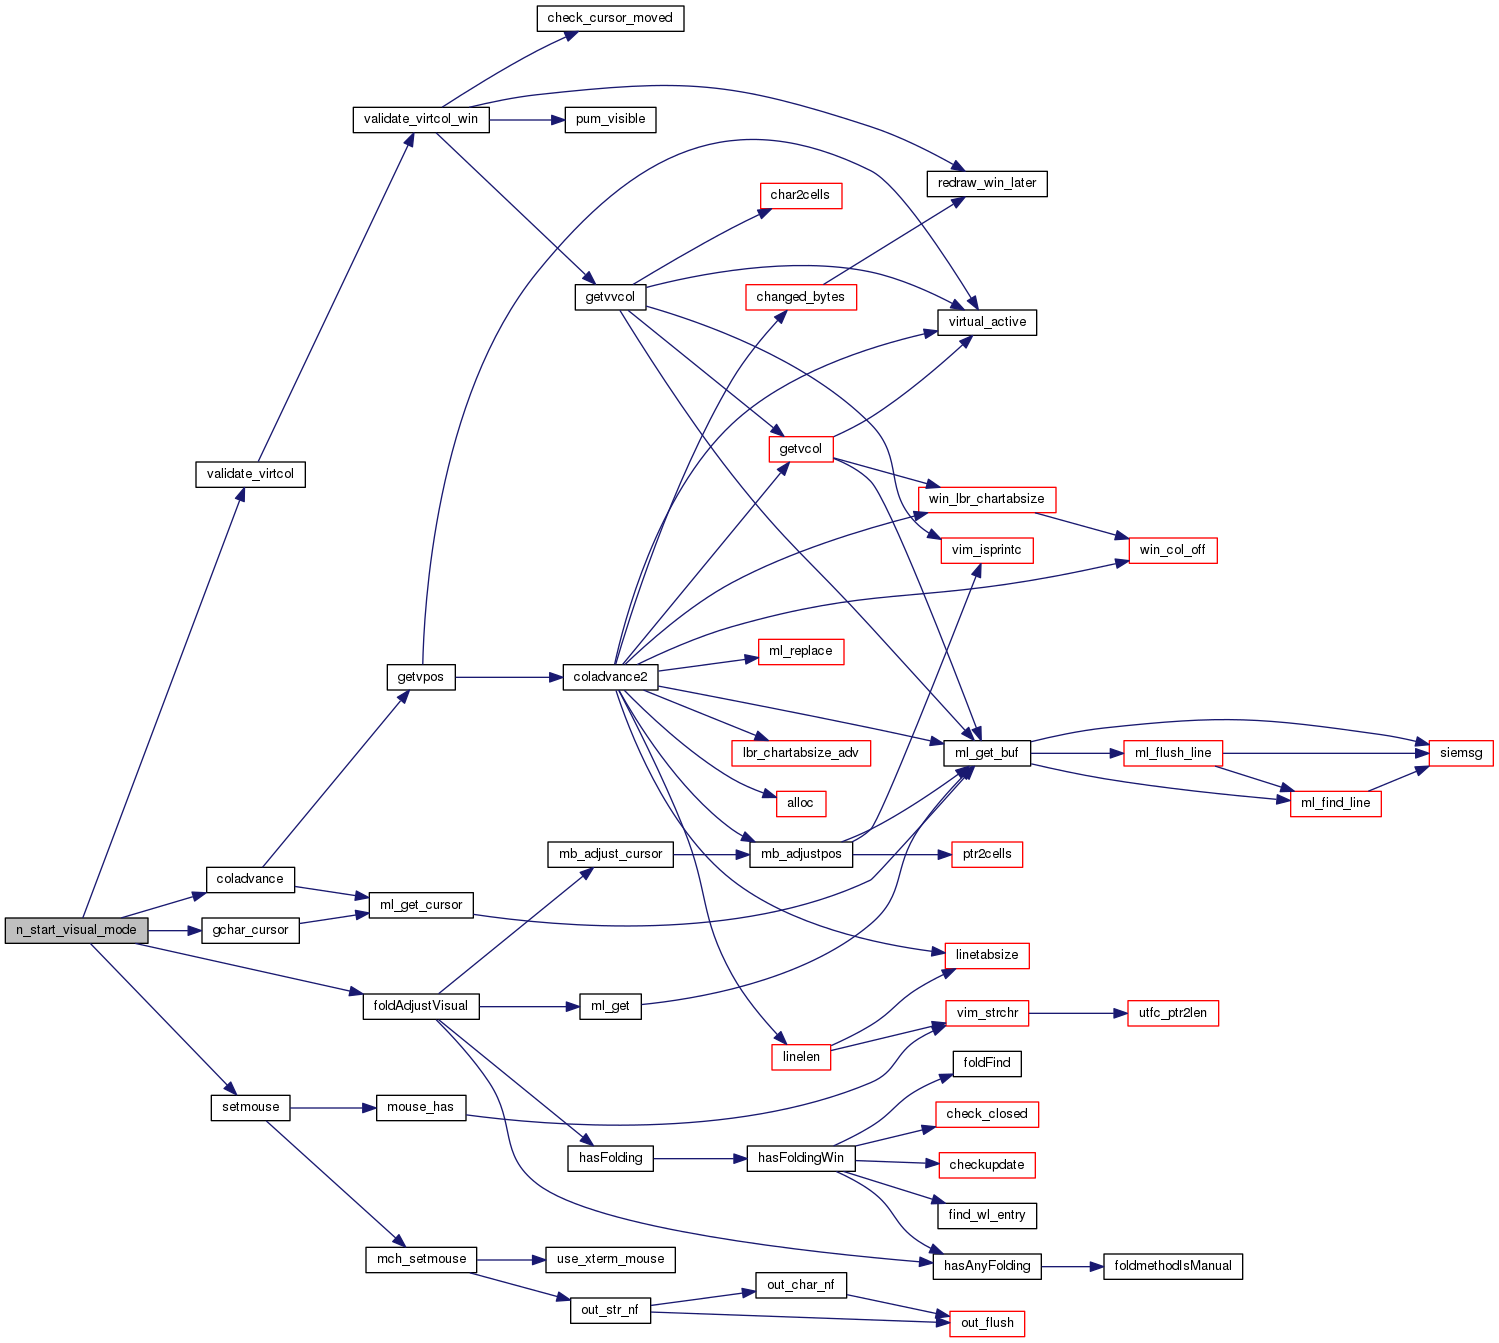 check_cursor_moved
validate_virtcol_win
pum_visible
redraw_win_later
char2cells
getvvcol
changed_bytes
virtual_active
getvcol
validate_virtcol
win_lbr_chartabsize
vim_isprintc
win_col_off
ml_replace
getvpos
coladvance2
lbr_chartabsize_adv
ml_get_buf
ml_flush_line
siemsg
alloc
ml_find_line
mb_adjust_cursor
mb_adjustpos
ptr2cells
coladvance
ml_get_cursor
n_start_visual_mode
gchar_cursor
linetabsize
foldAdjustVisual
ml_get
vim_strchr
utfc_ptr2len
linelen
foldFind
setmouse
mouse_has
check_closed
hasFolding
hasFoldingWin
checkupdate
find_wl_entry
mch_setmouse
use_xterm_mouse
hasAnyFolding
foldmethodIsManual
out_char_nf
out_str_nf
out_flush